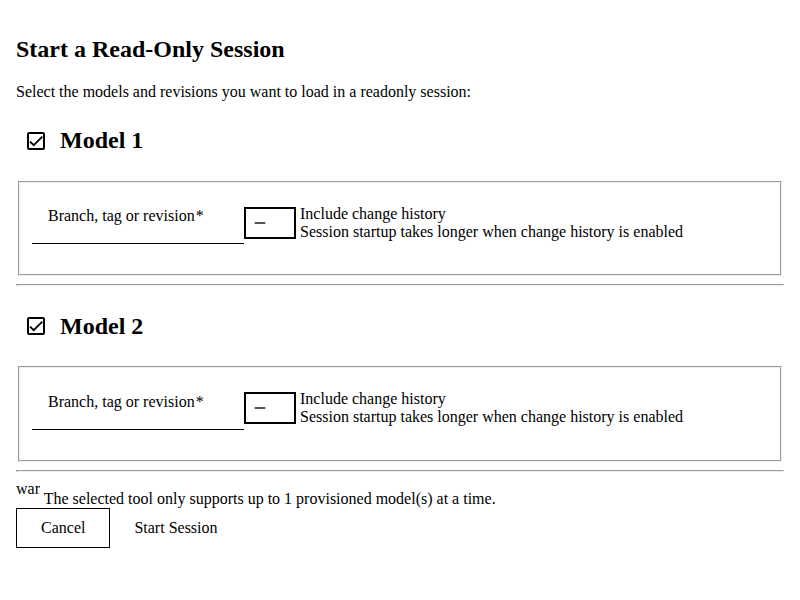 Start a Read-Only Session
Select the models and revisions you want to load in a readonly session:
Model 1
Branch, tag or revision*
Include change history
Session startup takes longer when change history is enabled
Model 2
Branch, tag or revision*
Include change history
Session startup takes longer when change history is enabled
war The selected tool only supports up to 1 provisioned model(s) at a time.
Cancel Start Session